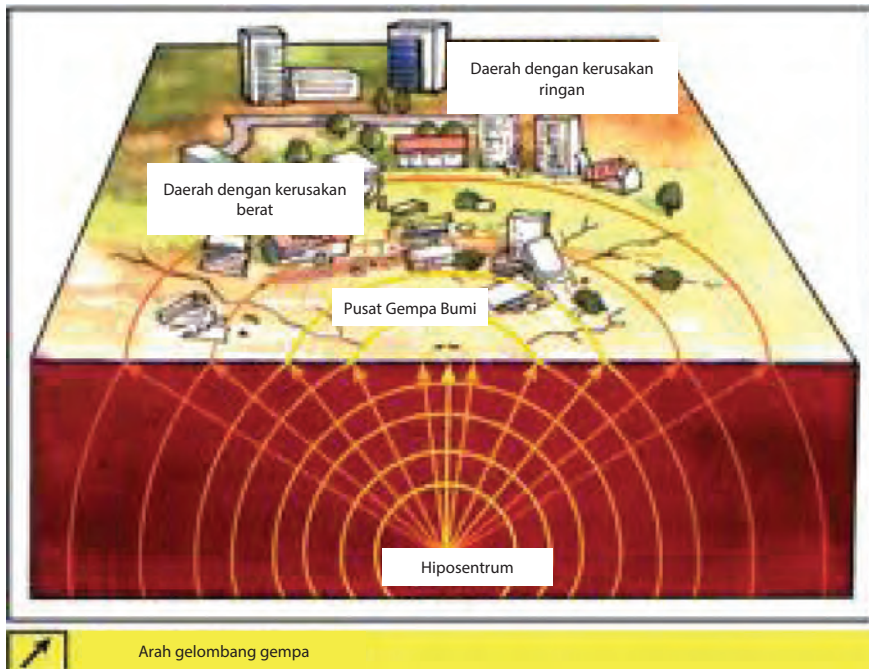 Daerah dengan kerusakan
ringan
Daerah dengan kerusakan
berat
Pusat Gempa Bumi
Hiposentrum
Arah gelombang gempa